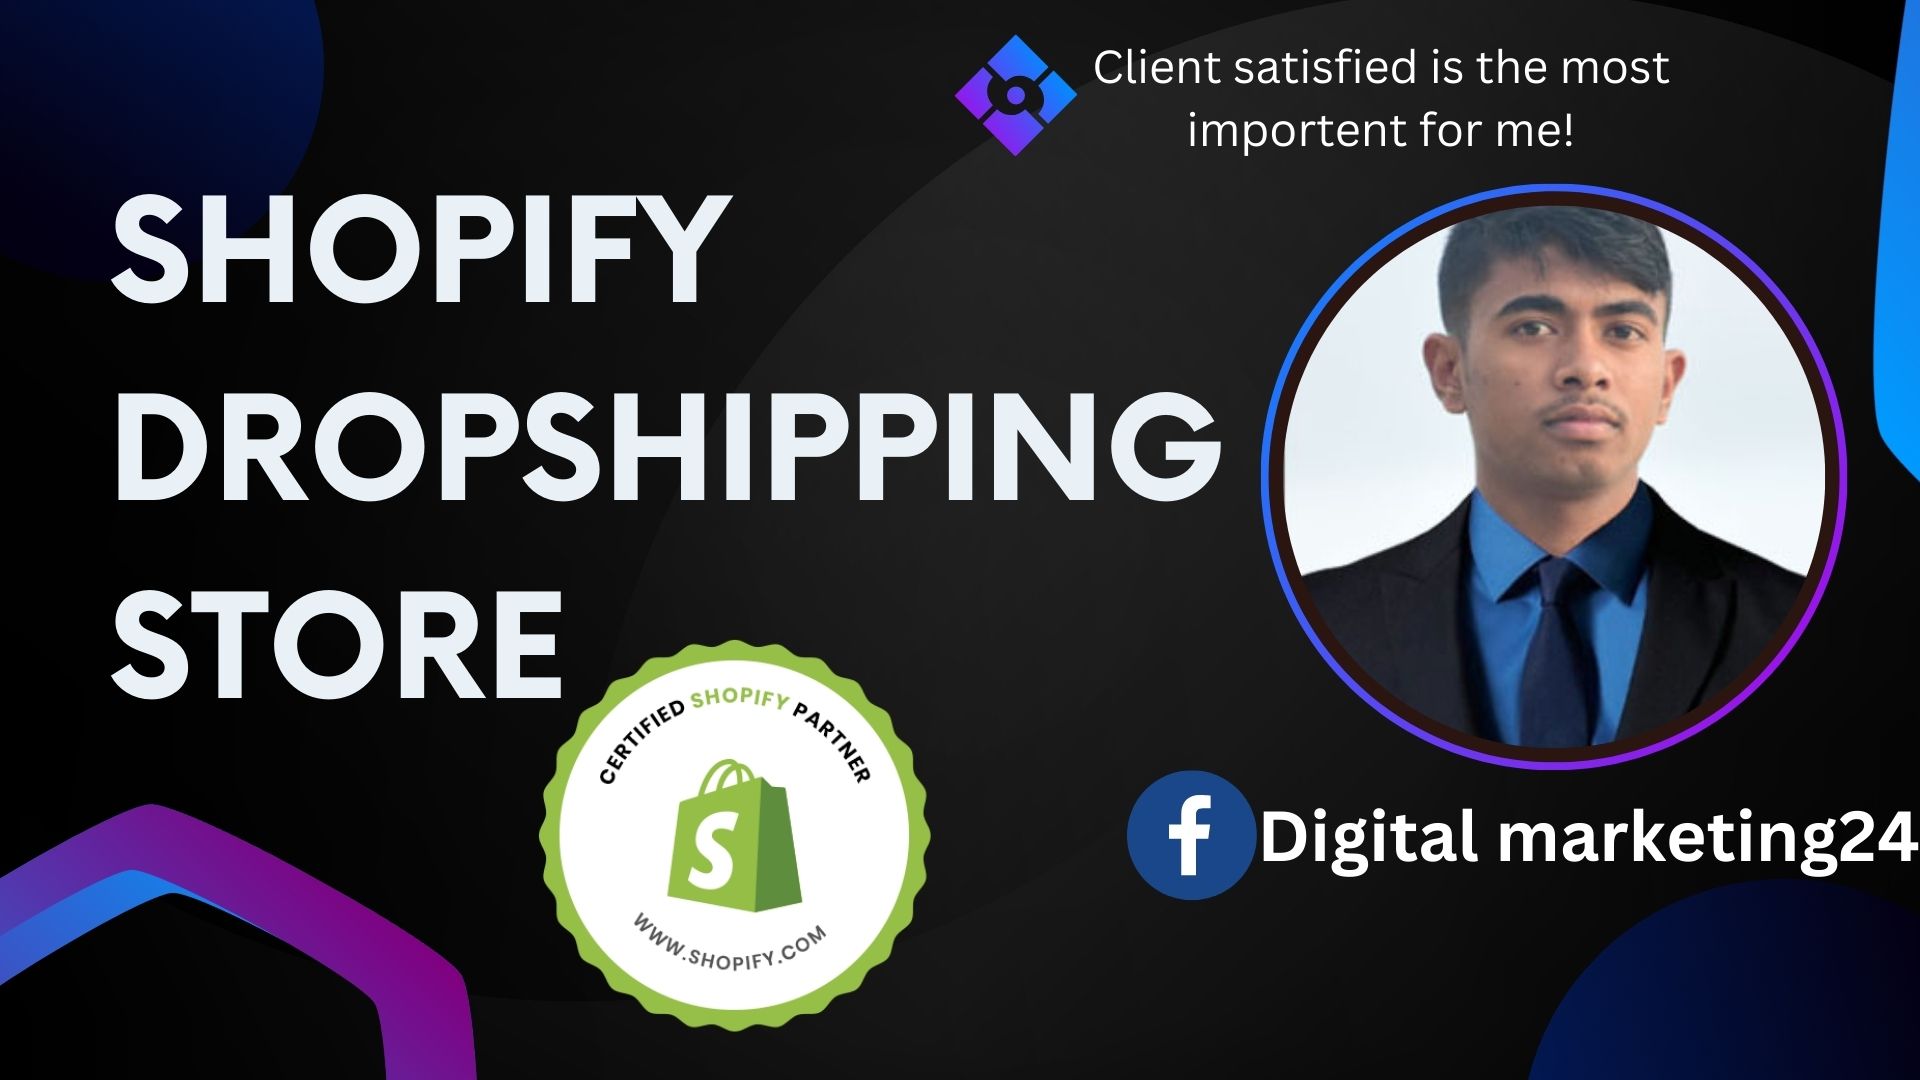 Client satisfied is the most
importent for me!
SHOPIFY
DROPSHIPPING
STORE
CERTIFIED SHOPIFY PARTNER
S
WWW.SHOPIFY.COM
f Digital marketing24